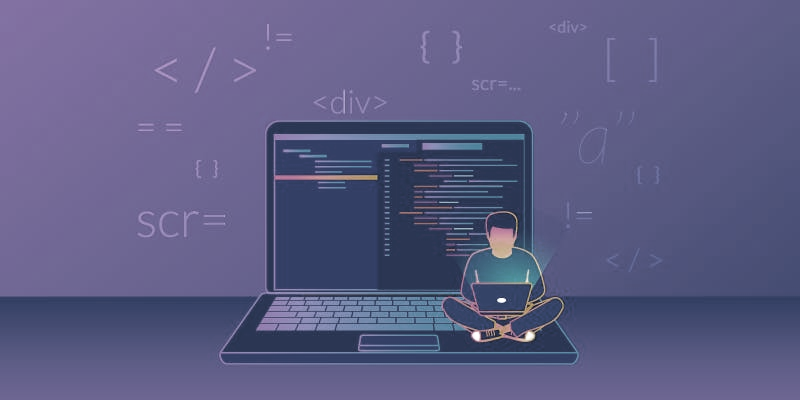 !=
<div>
{ }
[ ]
</>
scr=...
<div>
== 
"a"
{ }
{ }
scr=
!=
</>